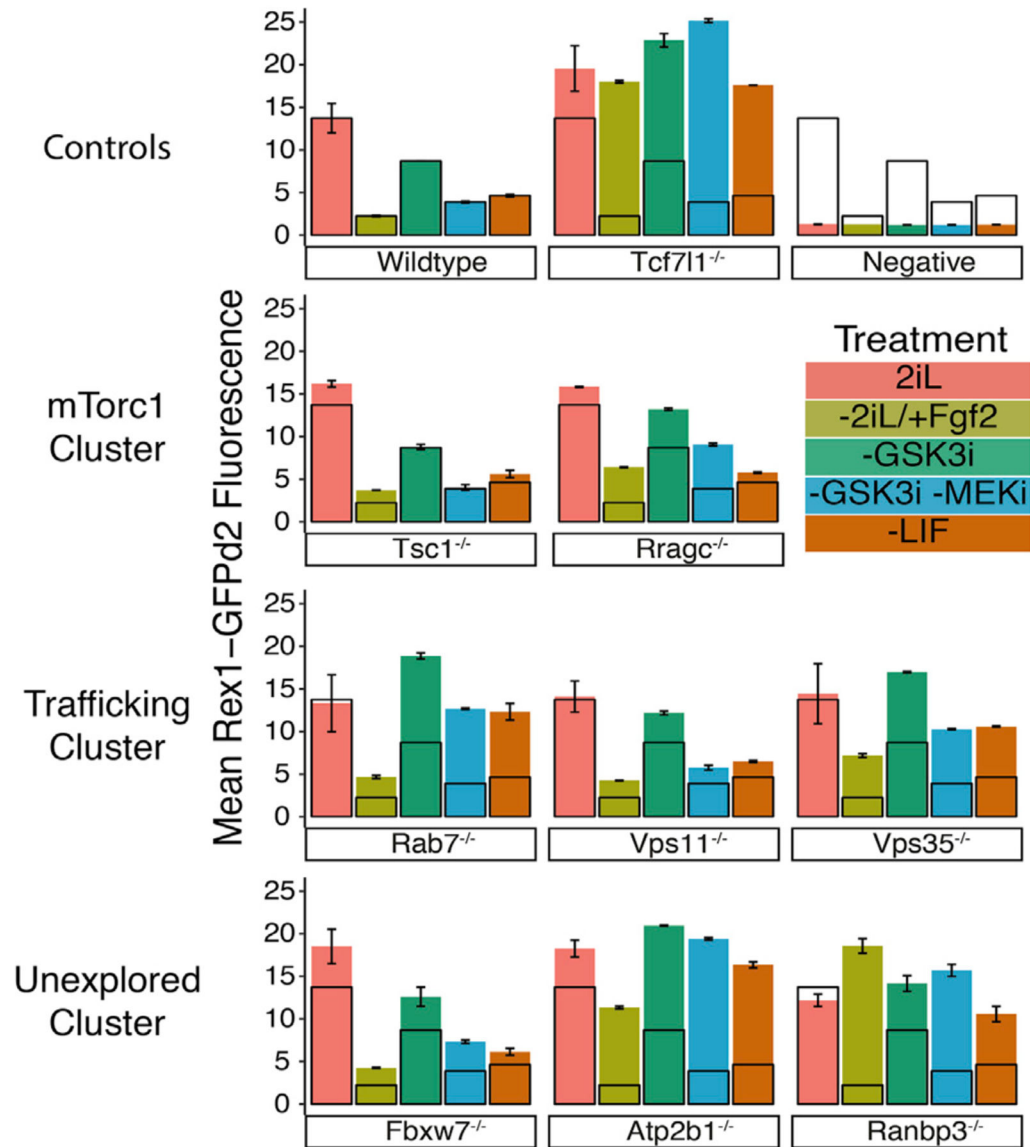 Mean Rex1-GFPd2 Fluorescence
Controls
25
20
15
10
5
0
Wildtype
Tcf7l1-/-
Negative
mTorc1
Cluster
25
20
15
10
5
0
Tsc1-/-
Rragc-/-
Treatment
2iL
-2iL/+Fgf2
-GSK3i
-GSK3i -MEKi
-LIF
Trafficking
Cluster
25
20
15
10
5
0
Rab7-/-
Vps11-/-
Vps35-/-
Unexplored
Cluster
25
20
15
10
5
0
Fbxw7-/-
Atp2b1-/-
Ranbp3-/-